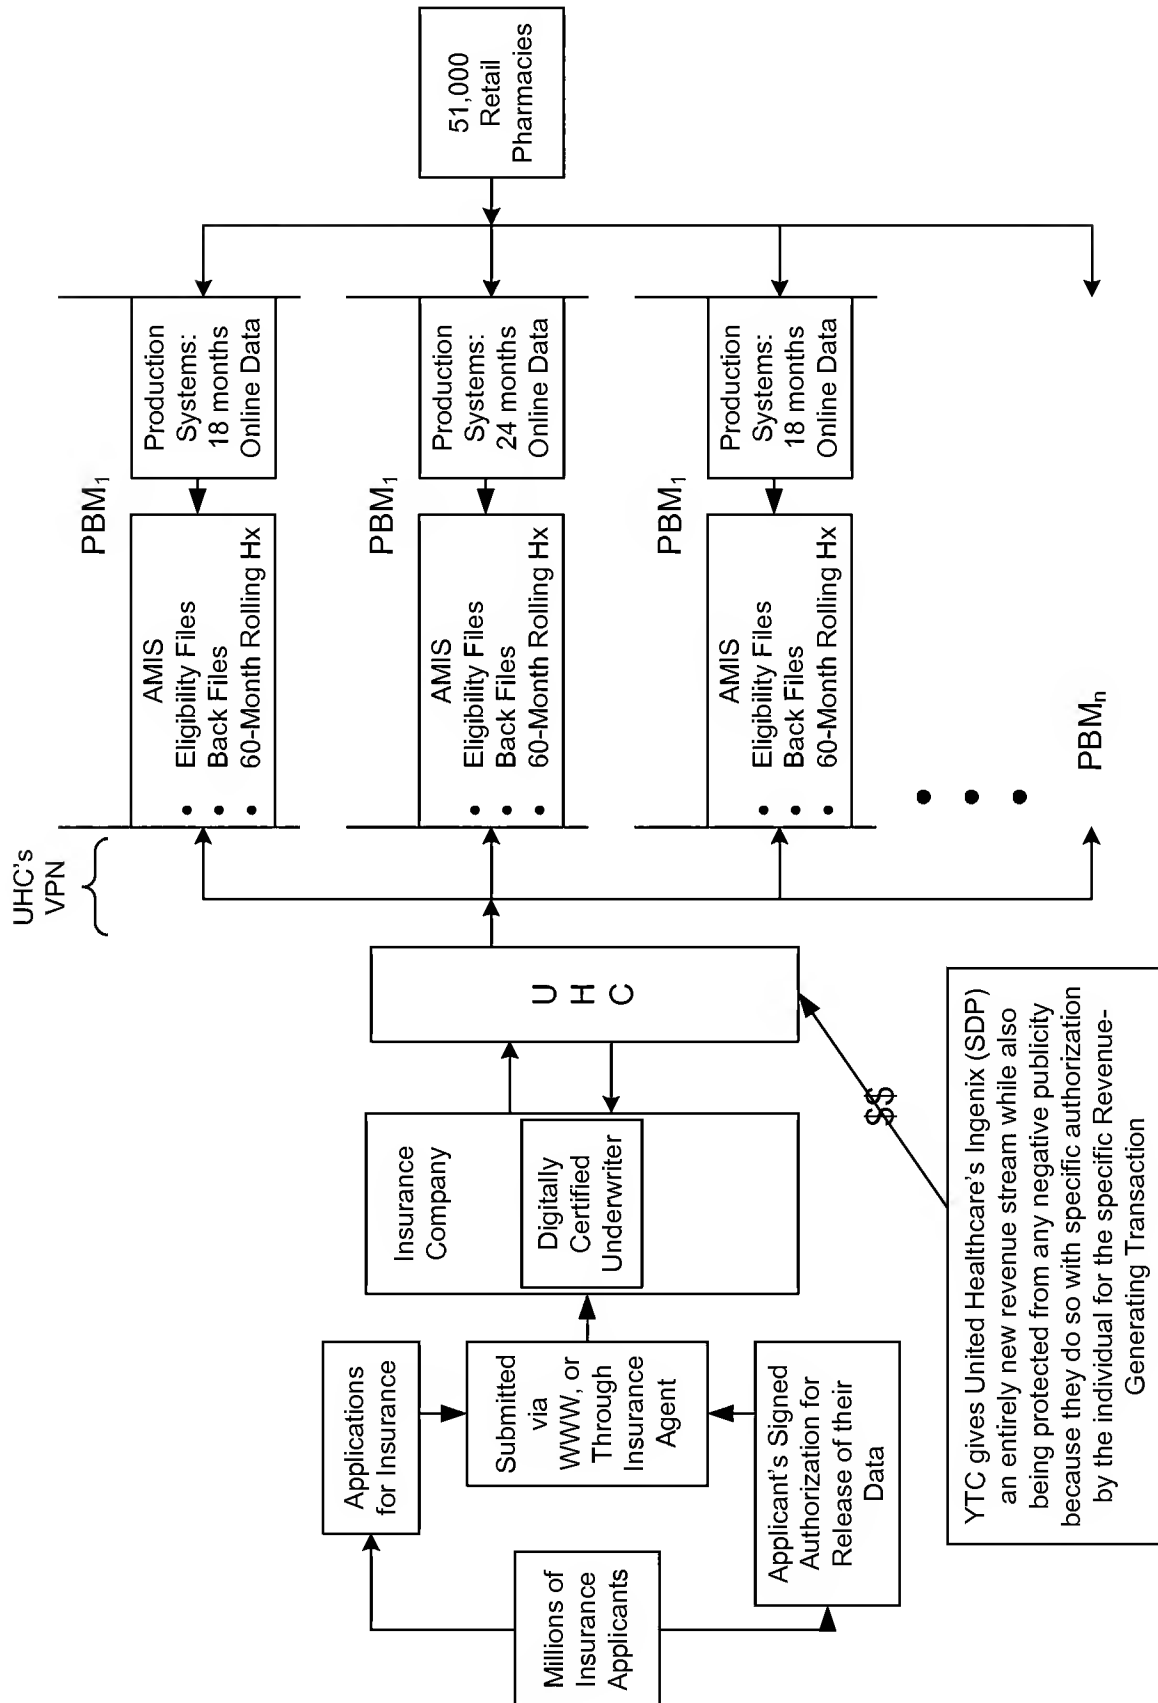 Millions of
Insurance
Applicants
Applications
for Insurance
Applicant's Signed
Authorization for
Release of their
Data
Submitted
via
WWW, or
Through
Insurance
Agent
Insurance
Company
Digitally
Certified
Underwriter
U
H
C
$$
YTC gives United Healthcare's Ingenix (SDP)
an entirely new revenue stream while also
being protected from any negative publicity
because they do so with specific authorization
by the individual for the specific Revenue-
Generating Transaction
UHC's
VPN
PBM₁
AMIS
• Eligibility Files
• Back Files
• 60-Month Rolling Hx
Production
Systems:
18 months
Online Data
PBM₁
AMIS
• Eligibility Files
• Back Files
• 60-Month Rolling Hx
Production
Systems:
24 months
Online Data
PBM₁
AMIS
• Eligibility Files
• Back Files
• 60-Month Rolling Hx
Production
Systems:
18 months
Online Data
PBMₙ
51,000
Retail
Pharmacies